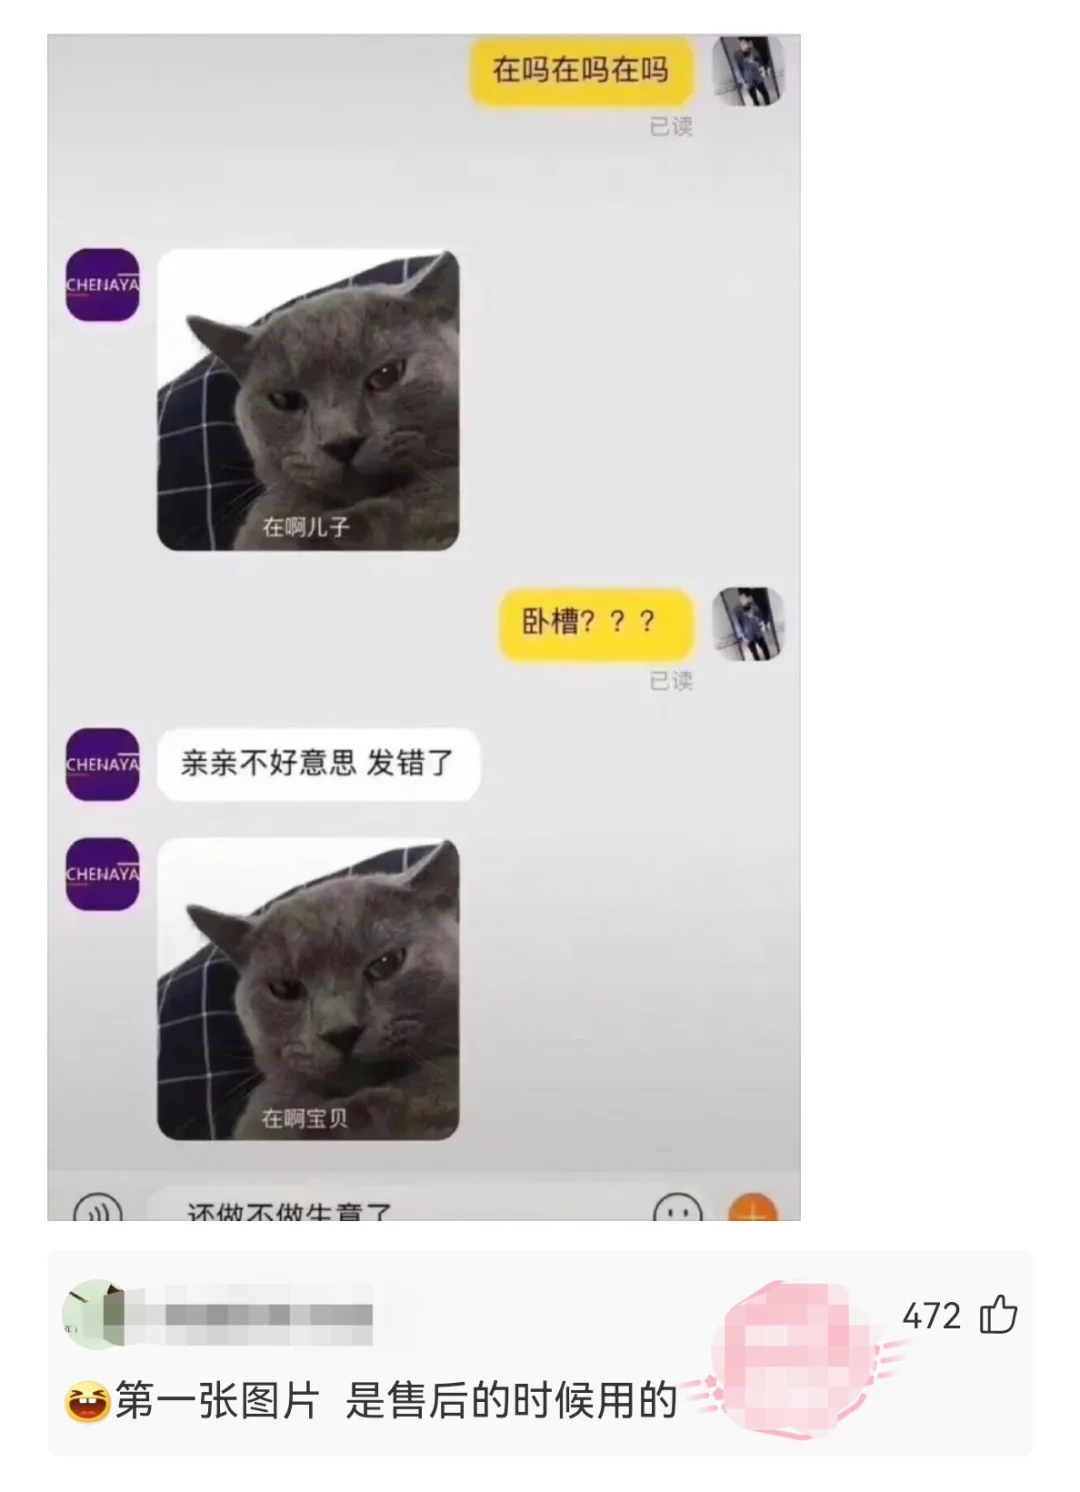 在吗在吗在吗
已读
CHENAYA
在啊儿子
卧槽？？？
已读
CHENAYA
亲亲不好意思 发错了
CHENAYA
在啊宝贝
还做不做生意了
472
😆第一张图片 是售后的时候用的